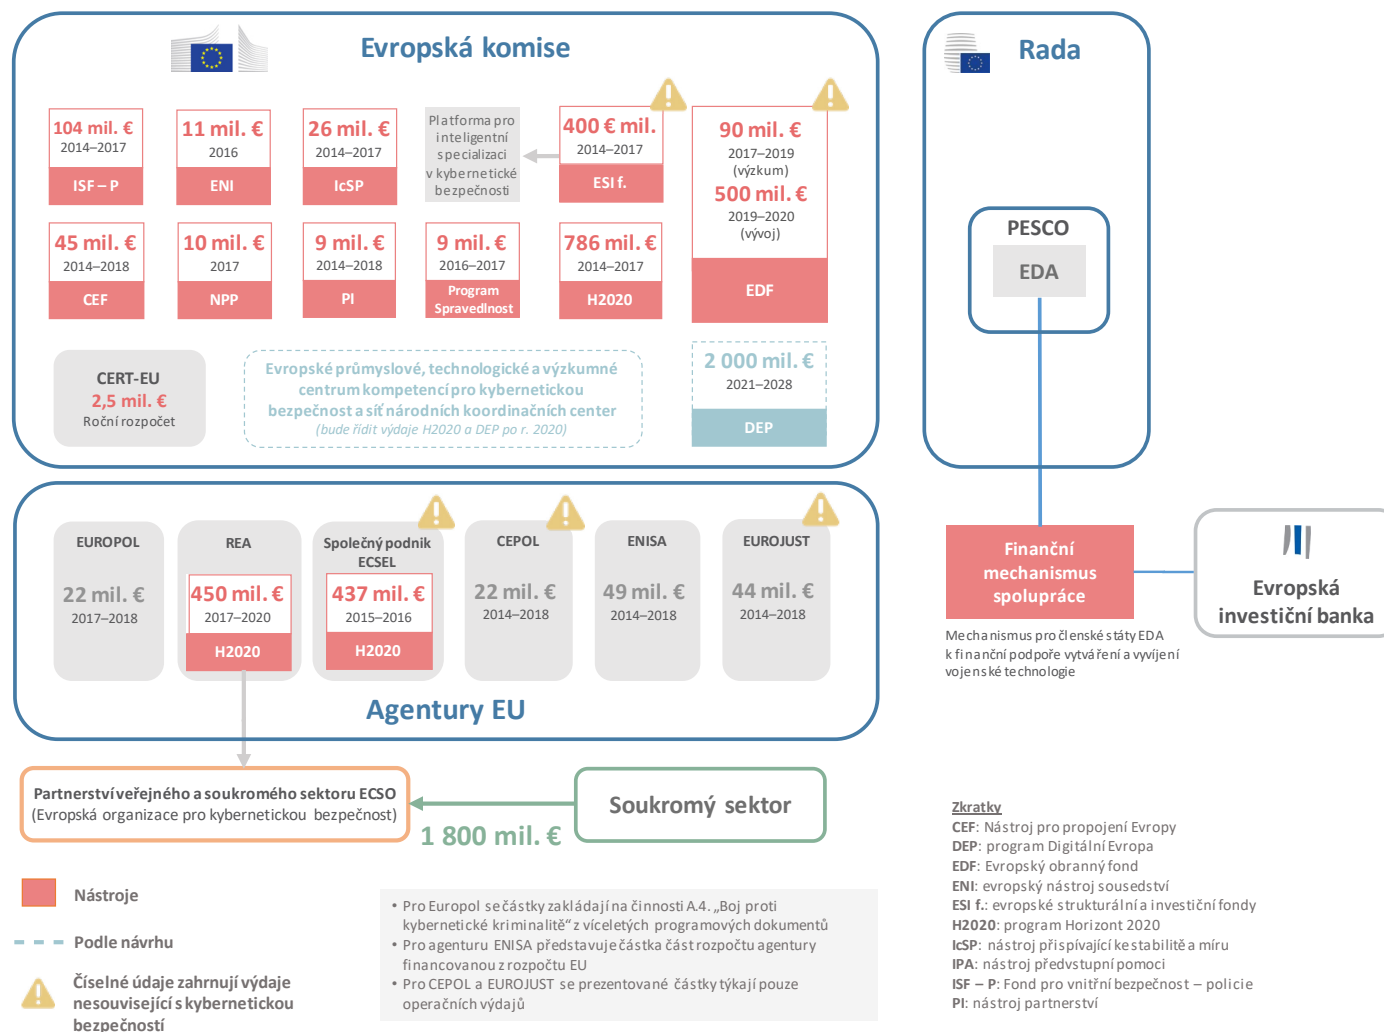 Evropská komise
104 mil. €
2014–2017
ISF – P
11 mil. €
2016
ENI
26 mil. €
2014–2017
IcSP
Platforma pro
inteligentní
specializaci
v kybernetické
bezpečnosti
400 € mil.
2014–2017
ESI f.
90 mil. €
2017–2019
(výzkum)
500 mil. €
2019–2020
(vývoj)
EDF
45 mil. €
2014–2018
CEF
10 mil. €
2017
NPP
9 mil. €
2014–2018
PI
9 mil. €
2016–2017
Program
Spravedlnost
786 mil. €
2014–2017
H2020
CERT-EU
2,5 mil. €
Roční rozpočet
Evropské průmyslové, technologické a výzkumné
centrum kompetencí pro kybernetickou
bezpečnost a síť národních koordinačních center
(bude řídit výdaje H2020 a DEP po r. 2020)
2 000 mil. €
2021–2028
DEP
Rada
PESCO
EDA
Finanční
mechanismus
spolupráce
Mechanismus pro členské státy EDA
k finanční podpoře vytváření a vyvíjení
vojenské technologie
Evropská
investiční banka
EUROPOL
22 mil. €
2017–2018
REA
450 mil. €
2017–2020
H2020
Společný podnik
ECSEL
437 mil. €
2015–2016
H2020
CEPOL
22 mil. €
2014–2018
ENISA
49 mil. €
2014–2018
EUROJUST
44 mil. €
2014–2018
Agentury EU
Partnerství veřejného a soukromého sektoru ECSO
(Evropská organizace pro kybernetickou bezpečnost)
1 800 mil. €
Soukromý sektor
Nástroje
Podle návrhu
Číselné údaje zahrnují výdaje
nesouvisející s kybernetickou
bezpečností
• Pro Europol se částky zakládají na činnosti A.4. „Boj proti
kybernetické kriminalitě“ z víceletých programových dokumentů
• Pro agenturu ENISA představuje částka část rozpočtu agentury
financovanou z rozpočtu EU
• Pro CEPOL a EUROJUST se prezentované částky týkají pouze
operačních výdajů
Zkratky
CEF: Nástroj pro propojení Evropy
DEP: program Digitální Evropa
EDF: Evropský obranný fond
ENI: evropský nástroj sousedství
ESI f.: evropské strukturální a investiční fondy
H2020: program Horizont 2020
IcSP: nástroj přispívající ke stabilitě a míru
IPA: nástroj předvstupní pomoci
ISF – P: Fond pro vnitřní bezpečnost – policie
PI: nástroj partnerství